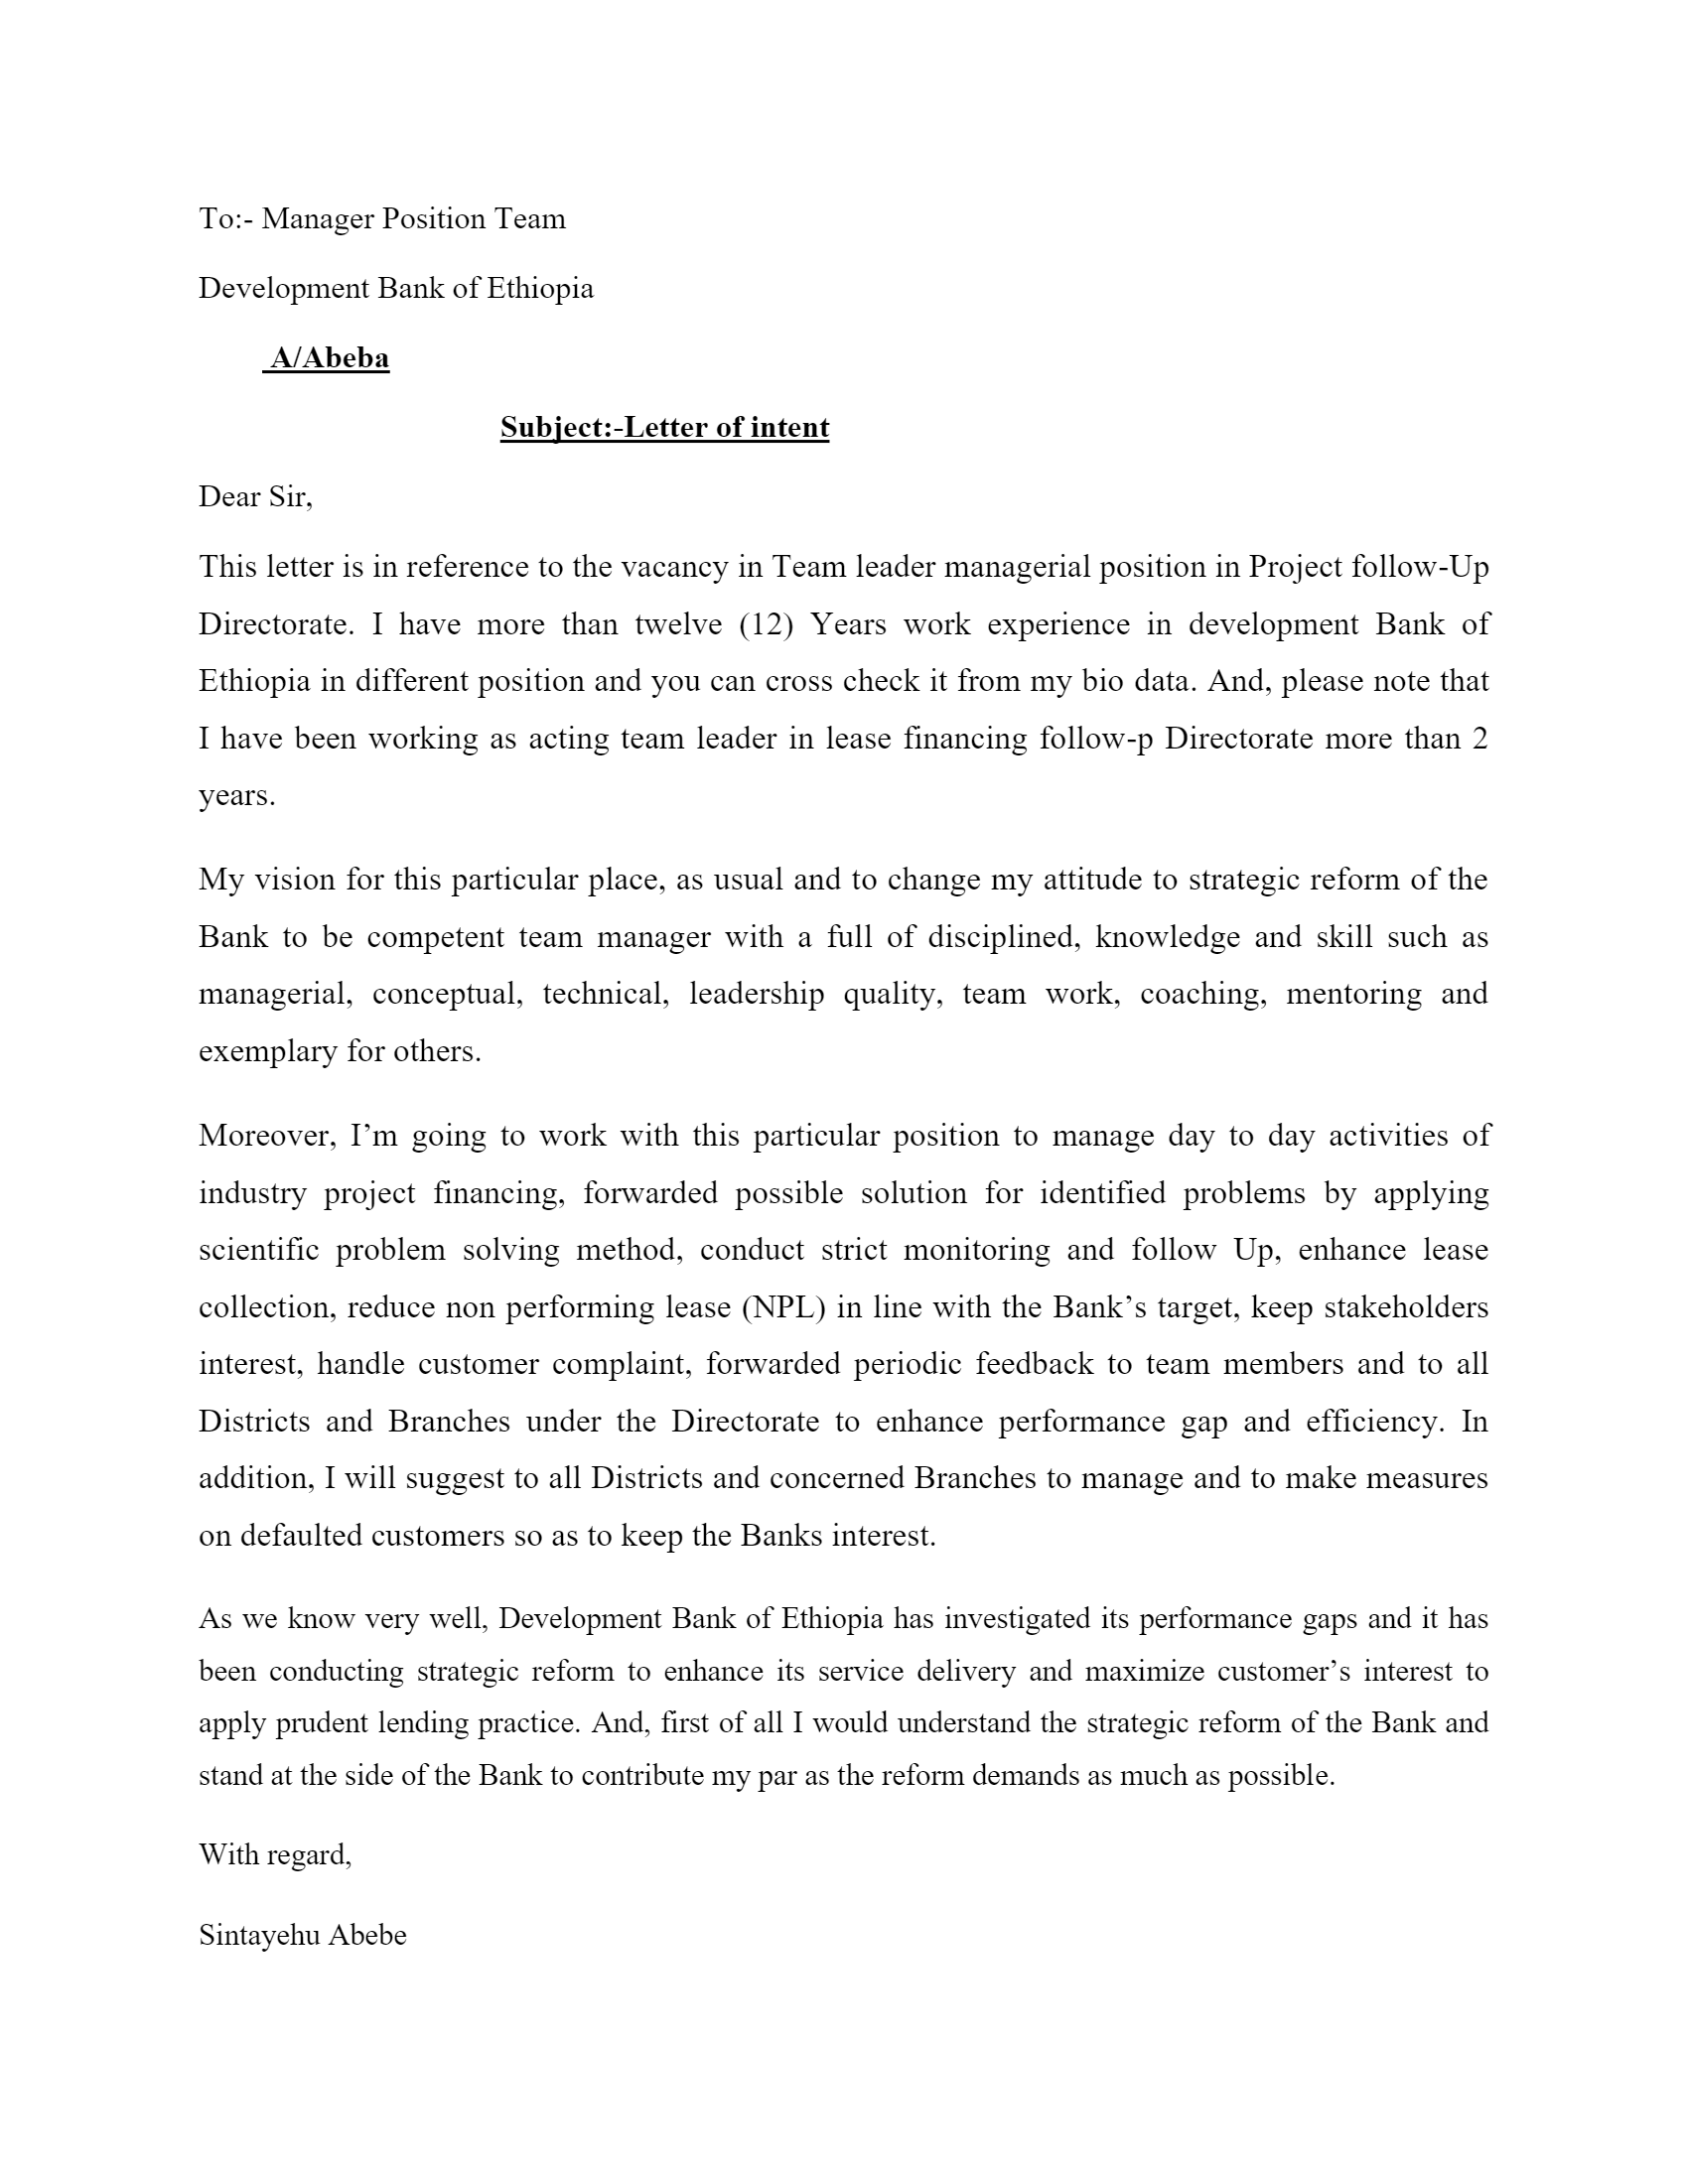 To:- Manager Position Team
Development Bank of Ethiopia
A/Abeba
Subject:-Letter of intent
Dear Sir,
This letter is in reference to the vacancy in Team leader managerial position in Project follow-Up
Directorate. I have more than twelve (12) Years work experience in development Bank of
Ethiopia in different position and you can cross check it from my bio data. And, please note that
I have been working as acting team leader in lease financing follow-p Directorate more than 2
years.
My vision for this particular place, as usual and to change my attitude to strategic reform of the
Bank to be competent team manager with a full of disciplined, knowledge and skill such as
managerial, conceptual, technical, leadership quality, team work, coaching, mentoring and
exemplary for others.
Moreover, I’m going to work with this particular position to manage day to day activities of
industry project financing, forwarded possible solution for identified problems by applying
scientific problem solving method, conduct strict monitoring and follow Up, enhance lease
collection, reduce non performing lease (NPL) in line with the Bank’s target, keep stakeholders
interest, handle customer complaint, forwarded periodic feedback to team members and to all
Districts and Branches under the Directorate to enhance performance gap and efficiency. In
addition, I will suggest to all Districts and concerned Branches to manage and to make measures
on defaulted customers so as to keep the Banks interest.
As we know very well, Development Bank of Ethiopia has investigated its performance gaps and it has
been conducting strategic reform to enhance its service delivery and maximize customer’s interest to
apply prudent lending practice. And, first of all I would understand the strategic reform of the Bank and
stand at the side of the Bank to contribute my par as the reform demands as much as possible.
With regard,
Sintayehu Abebe